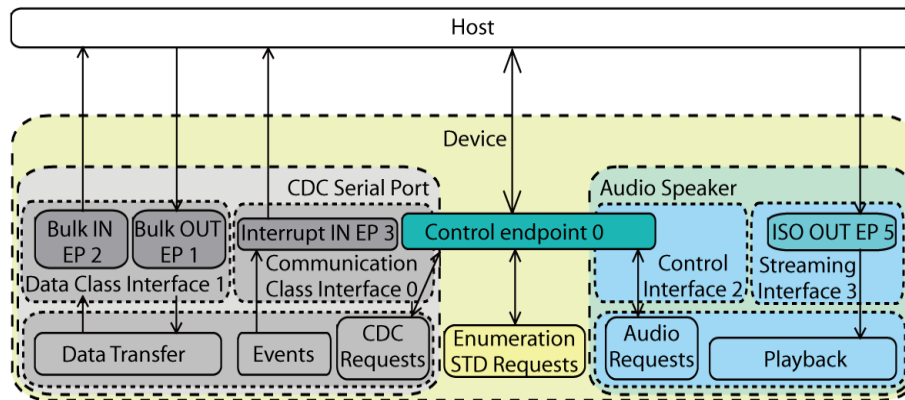 Host
Device
CDC Serial Port
Audio Speaker
Bulk IN
EP 2
Bulk OUT
EP 1
Interrupt IN EP 3
Control endpoint 0
ISO OUT EP 5
Data Class Interface 1
Communication
Class Interface 0
Control
Interface 2
Streaming
Interface 3
Data Transfer
Events
CDC
Requests
Enumeration
STD Requests
Audio
Requests
Playback